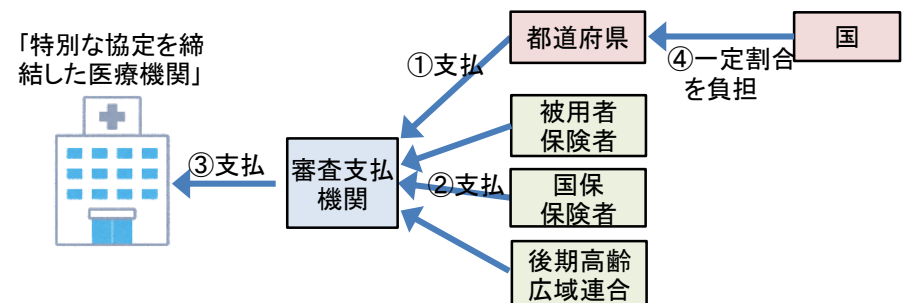 「特別な協定を締
結した医療機関」
都道府県
国
①支払
④一定割合
を負担
被用者
保険者
③支払
審査支払
機関
②支払
国保
保険者
後期高齢
広域連合